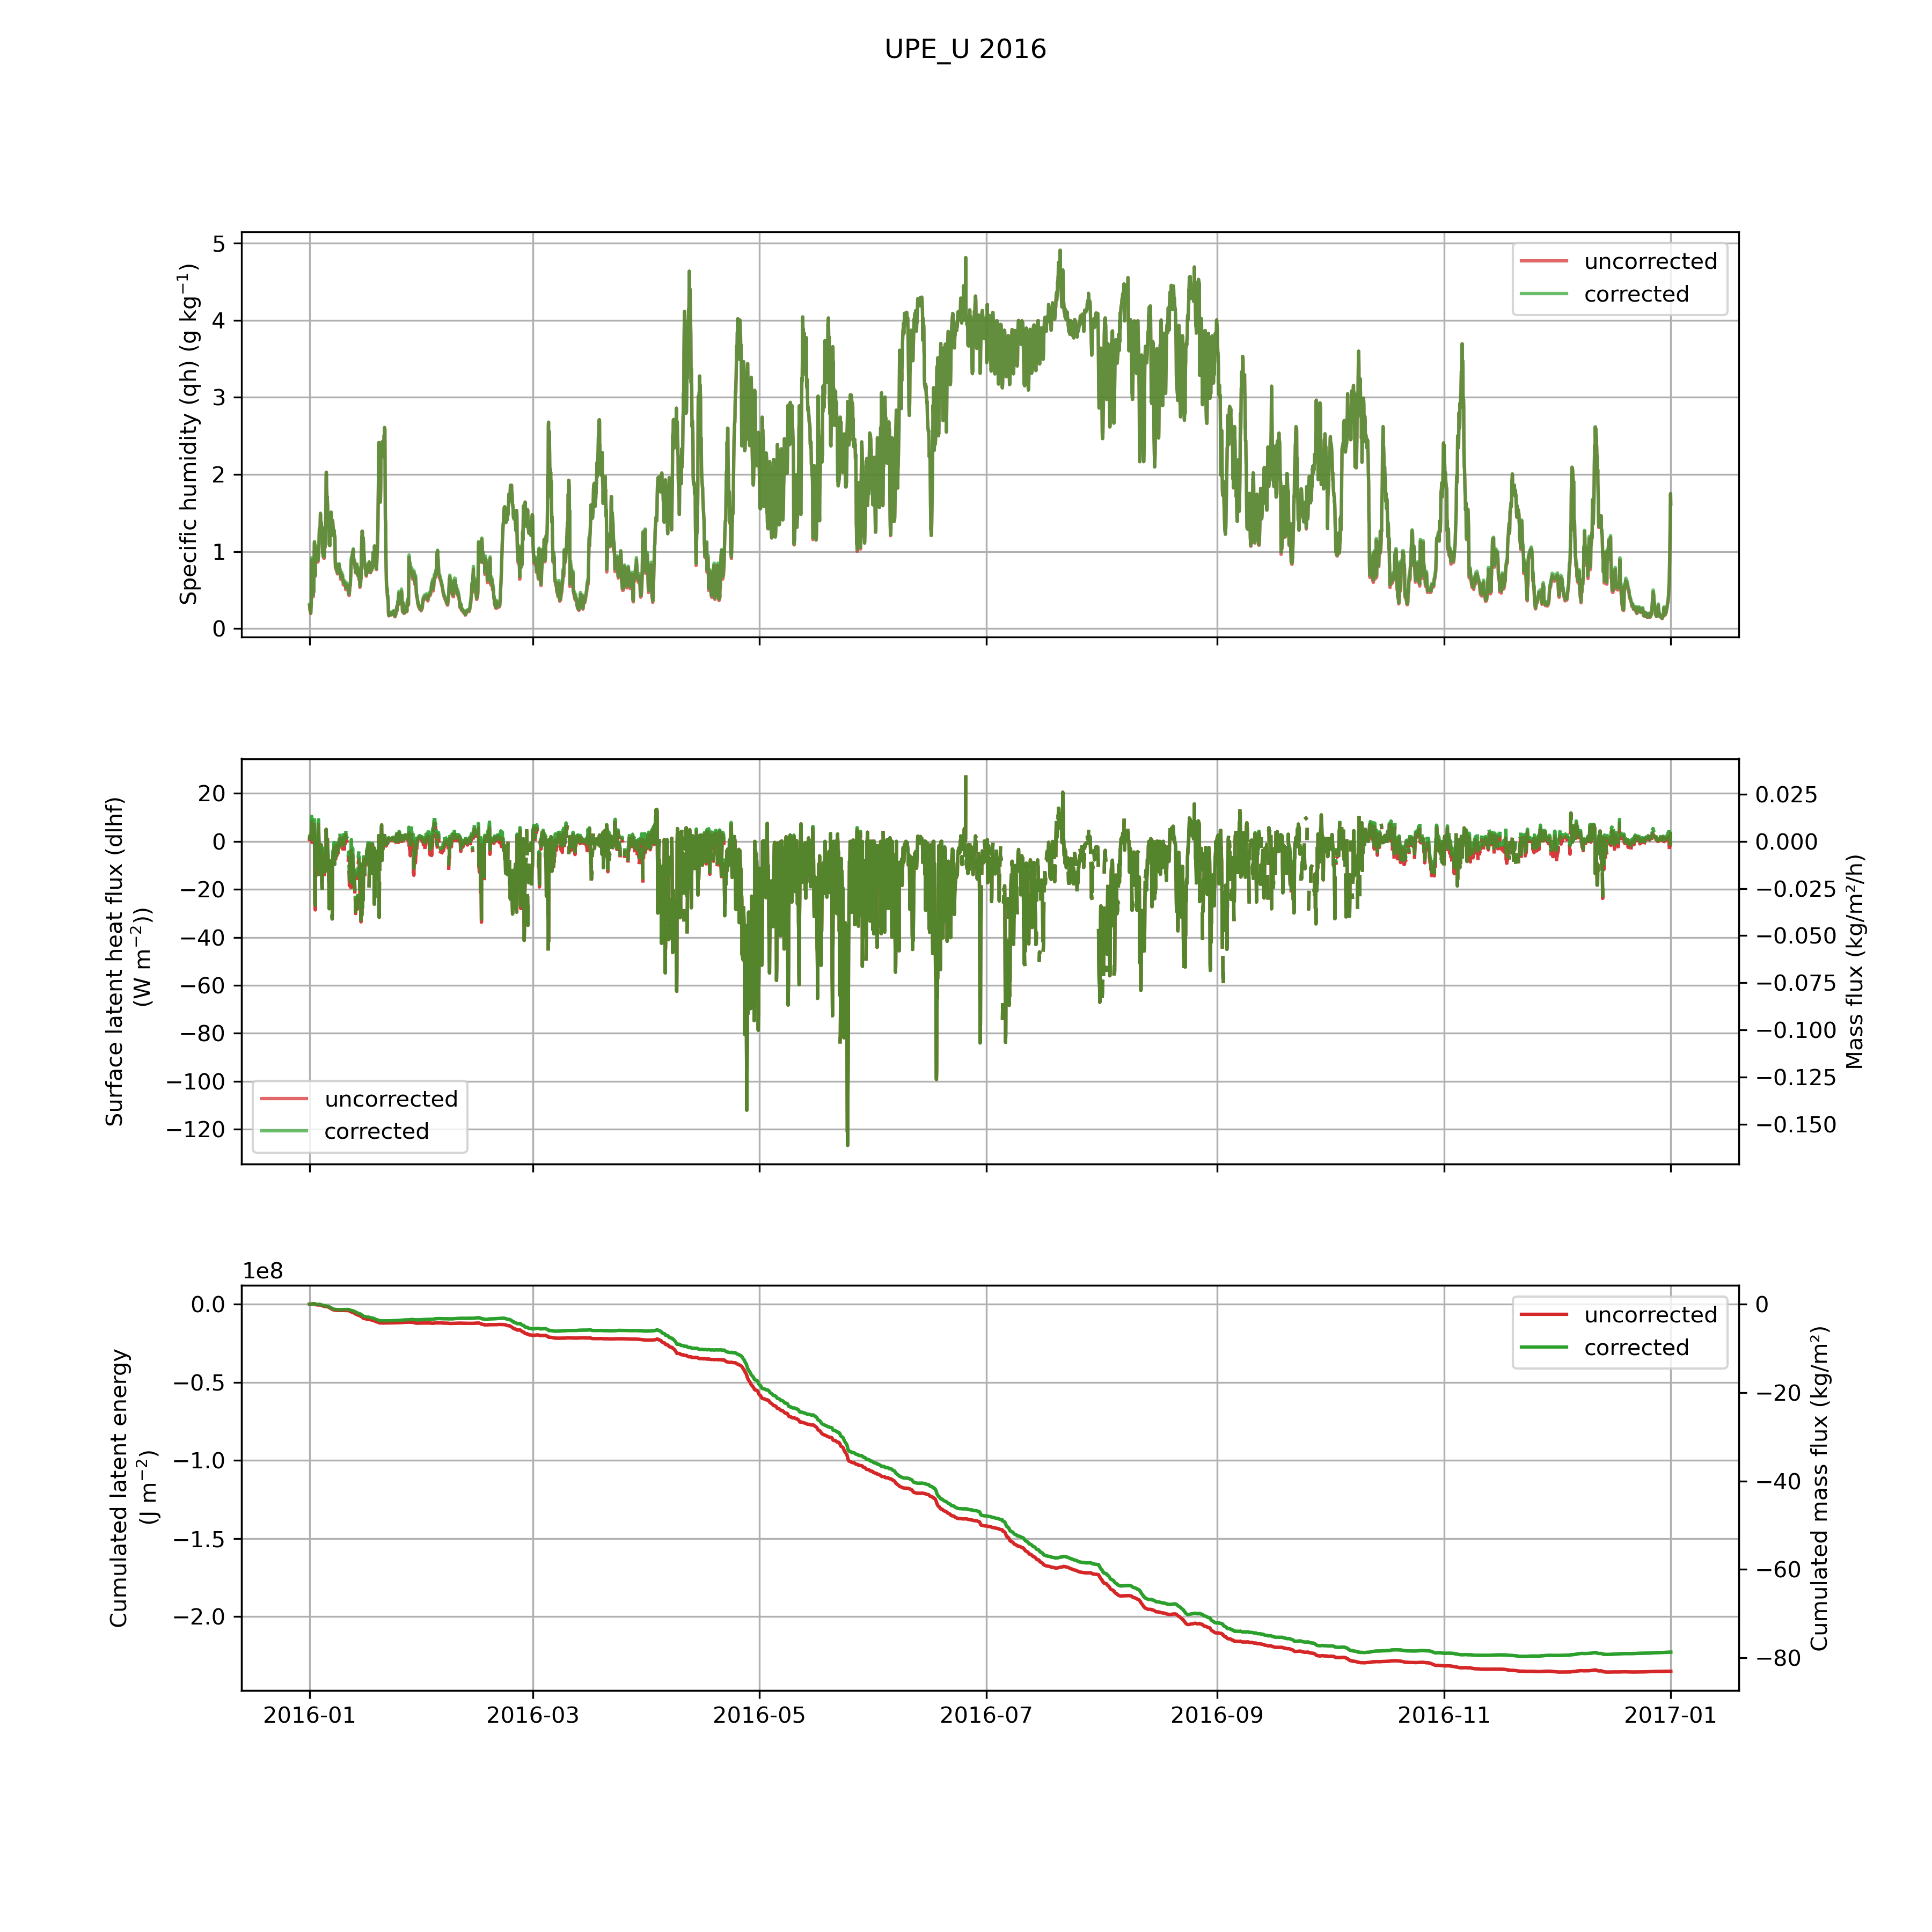 UPE_U 2016
Specific humidity (qh) (g kg⁻¹)
5
4
3
2
1
0
uncorrected
corrected
Surface latent heat flux (dlhf)
(W m⁻²))
20
0
−20
−40
−60
−80
−100
−120
uncorrected
corrected
0.025
0.000
−0.025
−0.050
−0.075
−0.100
−0.125
−0.150
Mass flux (kg/m²/h)
1e8
Cumulated latent energy
(J m⁻²)
0.0
−0.5
−1.0
−1.5
−2.0
uncorrected
corrected
0
−20
−40
−60
−80
Cumulated mass flux (kg/m²)
2016-01 2016-03 2016-05 2016-07 2016-09 2016-11 2017-01